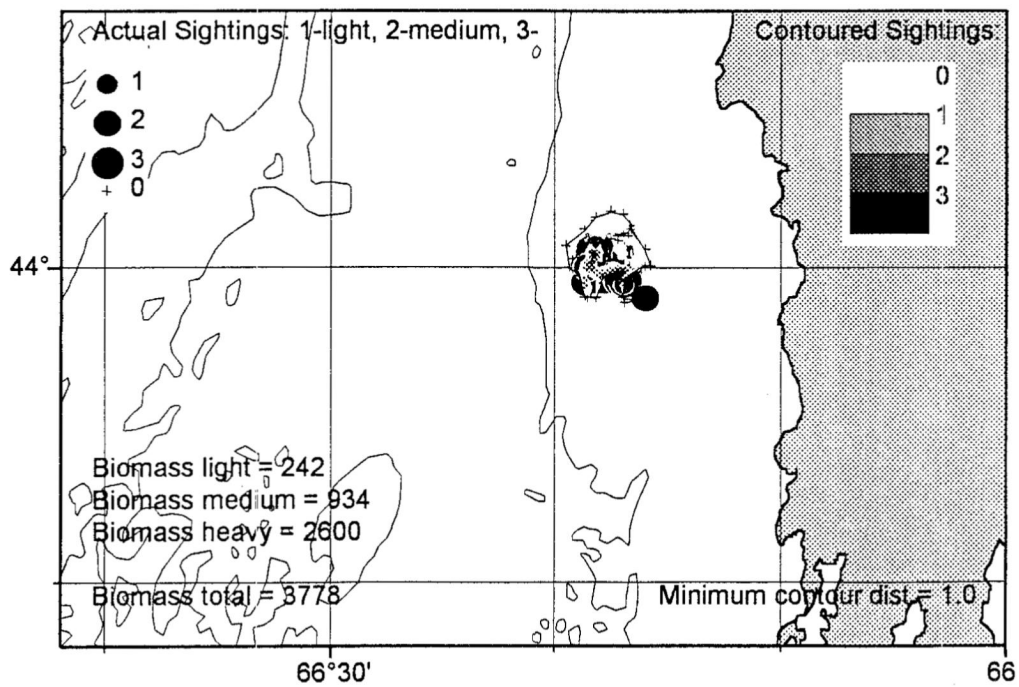 Actual Sightings: 1-light, 2-medium, 3-
1
2
3
0
Contoured Sightings:
0
1
2
3
44°
Biomass light = 242
Biomass medium = 934
Biomass heavy = 2600
Biomass total = 3778
Minimum contour dist = 1.0
66°30'
66